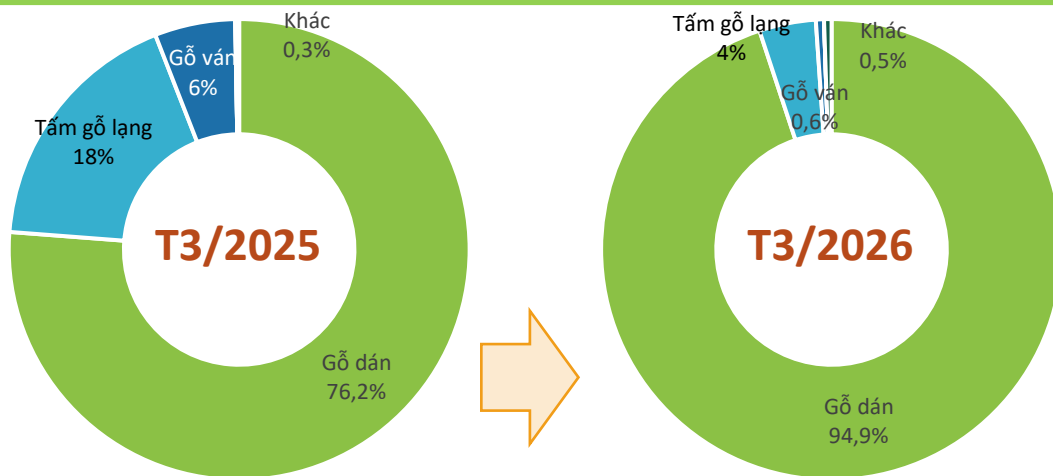 Khác
0,3%
Gỗ ván
6%
Tấm gỗ lạng
18%
T3/2025
Gỗ dán
76,2%
Tấm gỗ lạng
4%
Khác
0,5%
Gỗ ván
0,6%
T3/2026
Gỗ dán
94,9%